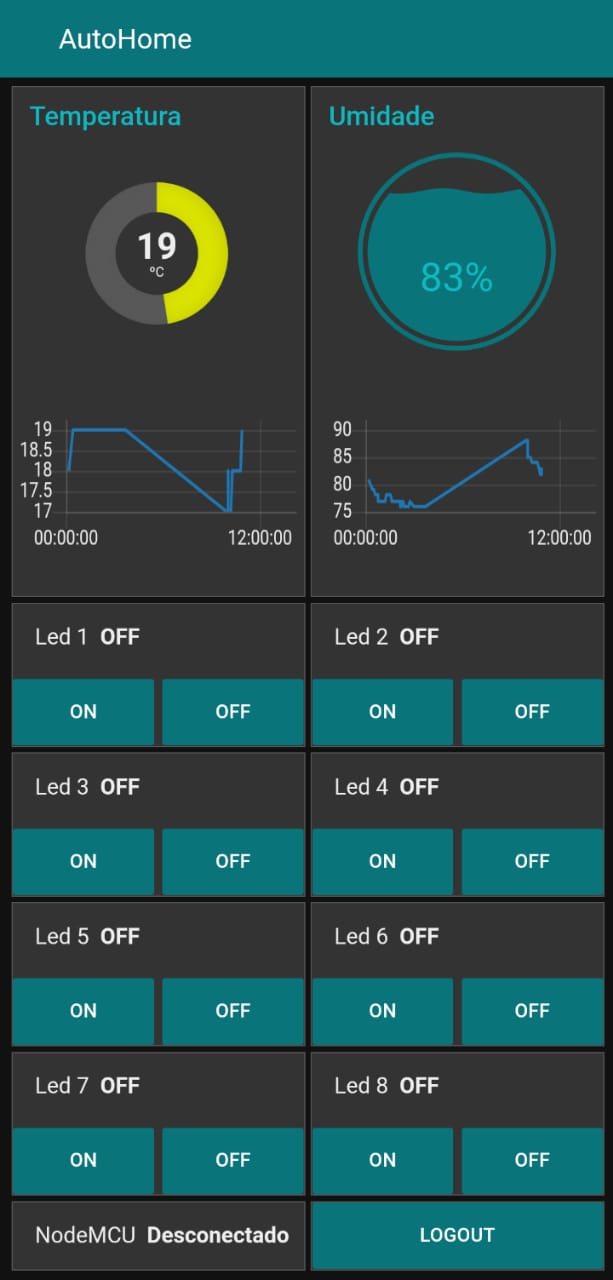 AutoHome
Temperatura
19
ºC
19
18.5
18
17.5
17
00:00:00 12:00:00
Umidade
83%
90
85
80
75
00:00:00 12:00:00
Led 1 OFF
ON OFF
Led 2 OFF
ON OFF
Led 3 OFF
ON OFF
Led 4 OFF
ON OFF
Led 5 OFF
ON OFF
Led 6 OFF
ON OFF
Led 7 OFF
ON OFF
Led 8 OFF
ON OFF
NodeMCU Desconectado
LOGOUT